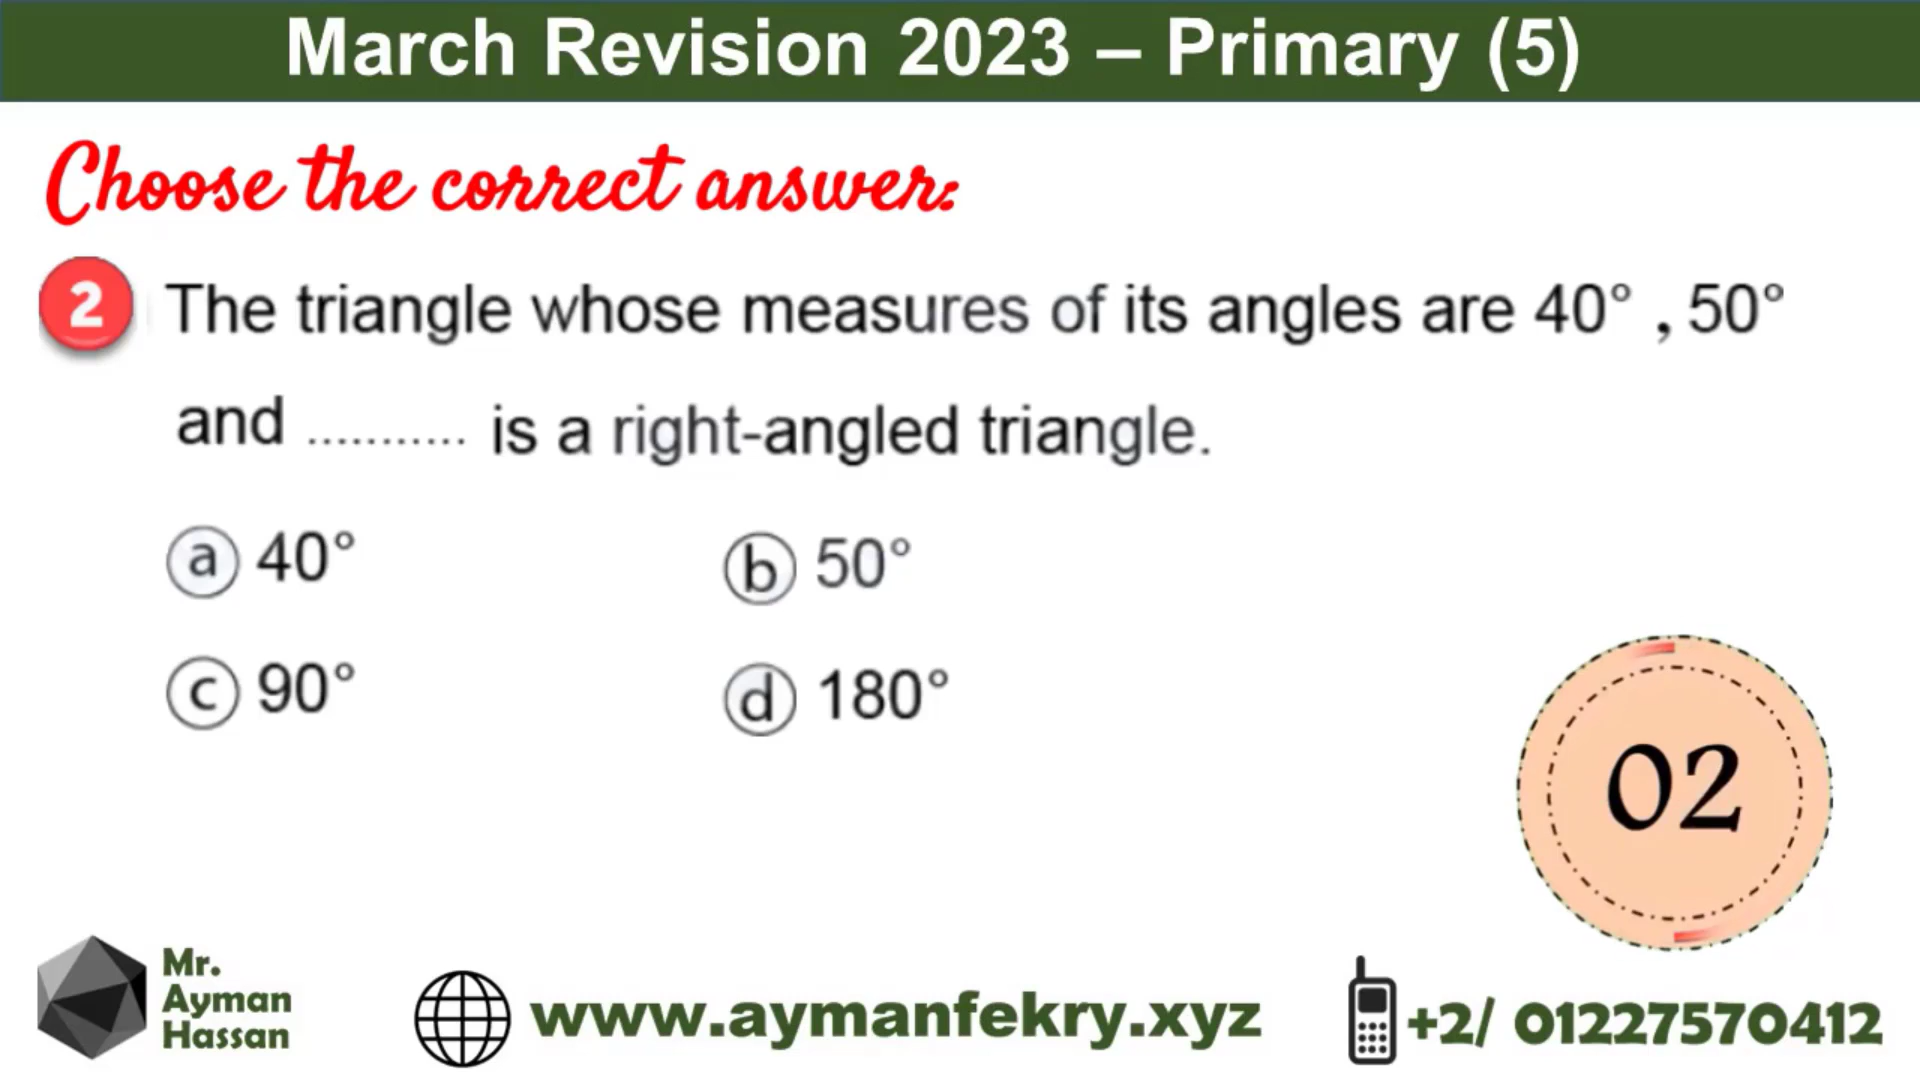 March Revision 2023 – Primary (5)
Choose the correct answer:
2 The triangle whose measures of its angles are 40° , 50°
and ........... is a right-angled triangle.
a 40° b 50°
c 90° d 180°
02
Mr.
Ayman
Hassan
www.aymanfekry.xyz
+2/ 01227570412